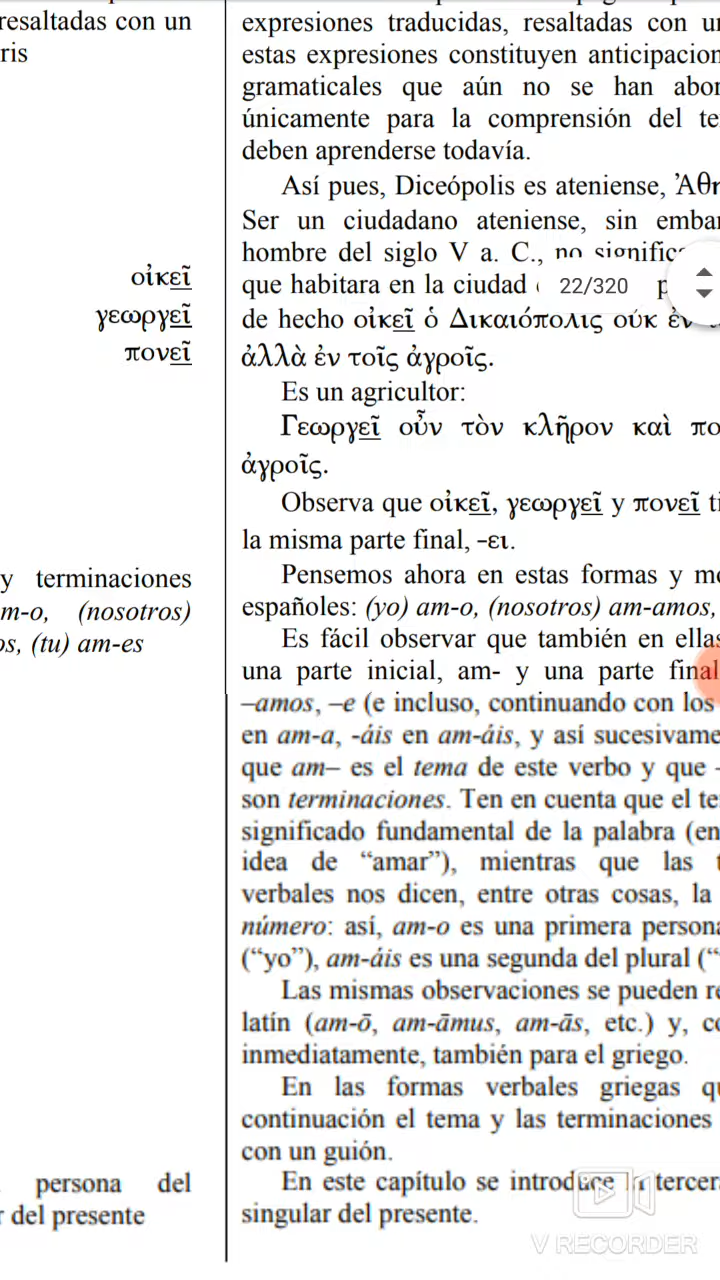 resaltadas con un
ris
οἰκεῖ
γεωργεῖ
πονεῖ
y terminaciones
m-o, (nosotros)
os, (tu) am-es
persona del
r del presente
expresiones traducidas, resaltadas con un
estas expresiones constituyen anticipacion
gramaticales que aún no se han abor
únicamente para la comprensión del te
deben aprenderse todavía.
Así pues, Diceópolis es ateniense, Ἀθη
Ser un ciudadano ateniense, sin embar
hombre del siglo V a. C., no signific
que habitara en la ciudad
22/320
de hecho οἰκεῖ ὁ Δικαιόπολις οὐκ ἐν
ἀλλὰ ἐν τοῖς ἀγροῖς.
Es un agricultor:
Γεωργεῖ οὖν τὸν κλῆρον καὶ πο
ἀγροῖς.
Observa que οἰκεῖ, γεωργεῖ y πονεῖ ti
la misma parte final, -ει.
Pensemos ahora en estas formas y mo
españoles: (yo) am-o, (nosotros) am-amos,
Es fácil observar que también en ellas
una parte inicial, am- y una parte final
–amos, –e (e incluso, continuando con los
en am-a, -áis en am-áis, y así sucesivame
que am– es el tema de este verbo y que -
son terminaciones. Ten en cuenta que el te
significado fundamental de la palabra (en
idea de “amar”), mientras que las t
verbales nos dicen, entre otras cosas, la
número: así, am-o es una primera persona
(“yo”), am-áis es una segunda del plural (“
Las mismas observaciones se pueden re
latín (am-ō, am-āmus, am-ās, etc.) y, co
inmediatamente, también para el griego.
En las formas verbales griegas qu
continuación el tema y las terminaciones
con un guión.
En este capítulo se introduce la tercera
singular del presente.
V RECORDER